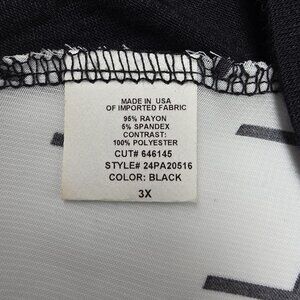 MADE IN USA
OF IMPORTED FABRIC
95% RAYON
5% SPANDEX
CONTRAST:
100% POLYESTER
CUT# 646145
STYLE# 24PA20516
COLOR: BLACK
3X